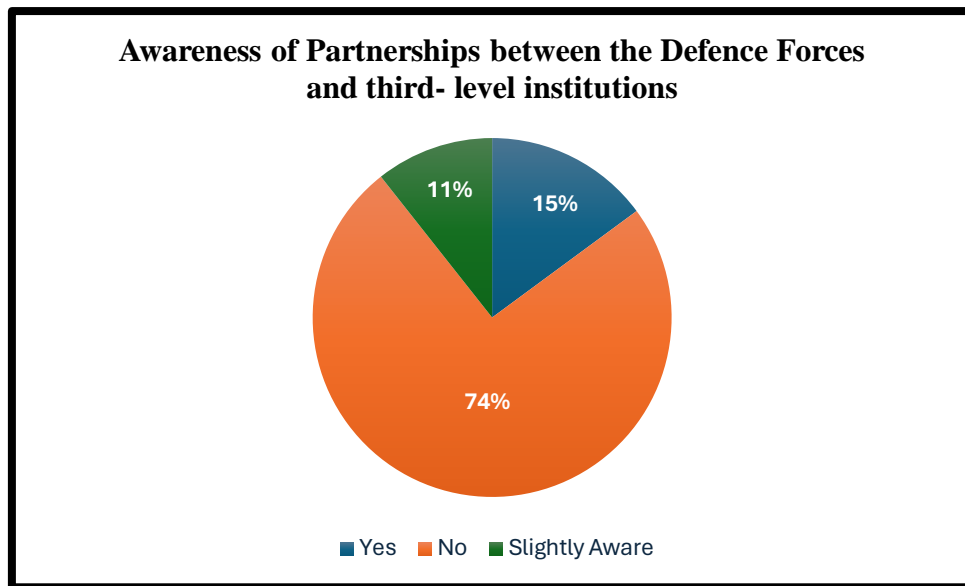 Awareness of Partnerships between the Defence Forces
and third- level institutions
11%
15%
74%
Yes No Slightly Aware